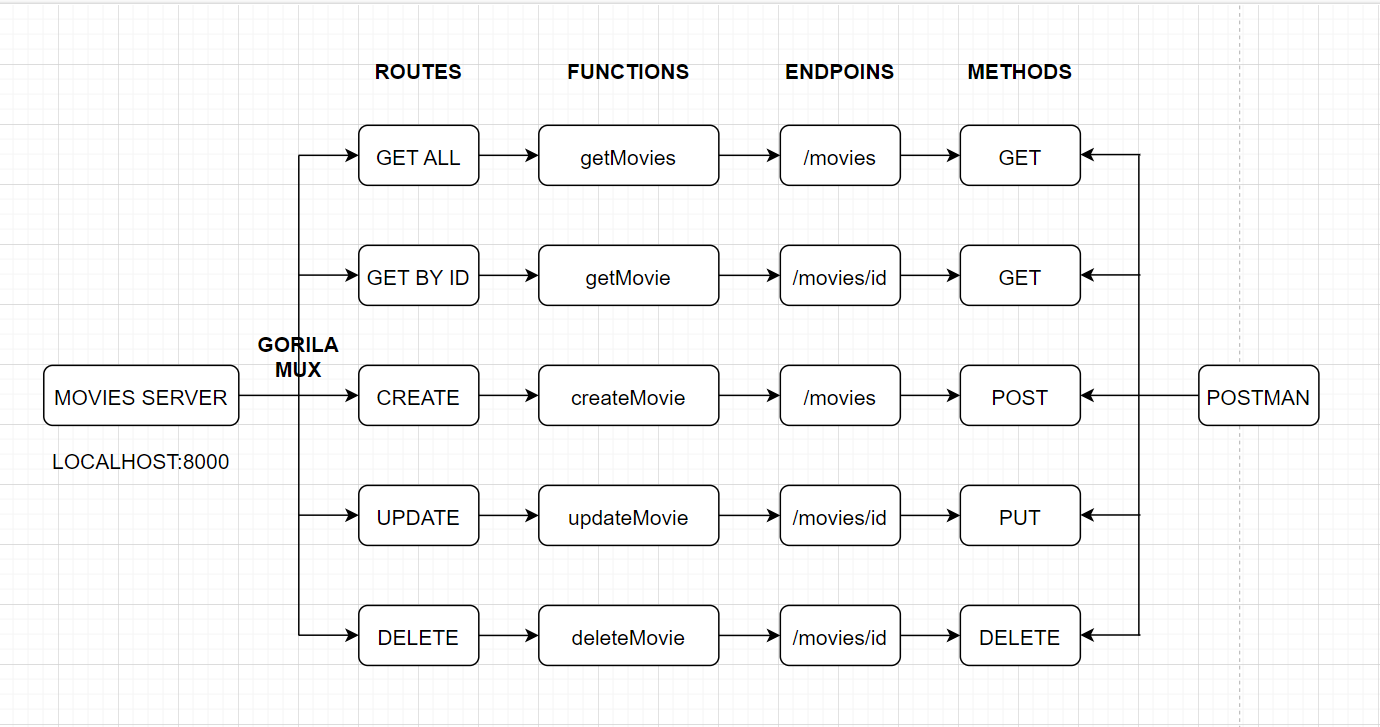 ROUTES
FUNCTIONS
ENDPOINS
METHODS
GET ALL
getMovies
/movies
GET
GET BY ID
getMovie
/movies/id
GET
GORILA
MUX
MOVIES SERVER
CREATE
createMovie
/movies
POST
POSTMAN
LOCALHOST:8000
UPDATE
updateMovie
/movies/id
PUT
DELETE
deleteMovie
/movies/id
DELETE